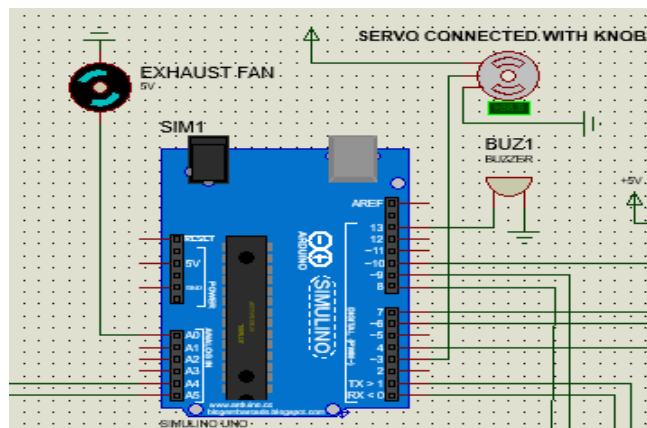 SERVO CONNECTED WITH KNOB
EXHAUST FAN
5V
SIM1
BUZ1
BUZZER
+5V
AREF
13
12
~11
~10
~9
8
7
~6
~5
4
~3
2
TX > 1
RX < 0
RESET
5V
GND
POWER
A0
A1
A2
A3
A4
A5
ANALOG IN
ARDUINO
(SIMULINO)
DIGITAL (PWM~)
www.arduino.cc
blogembarcado.blogspot.com
SIMULINO UNO